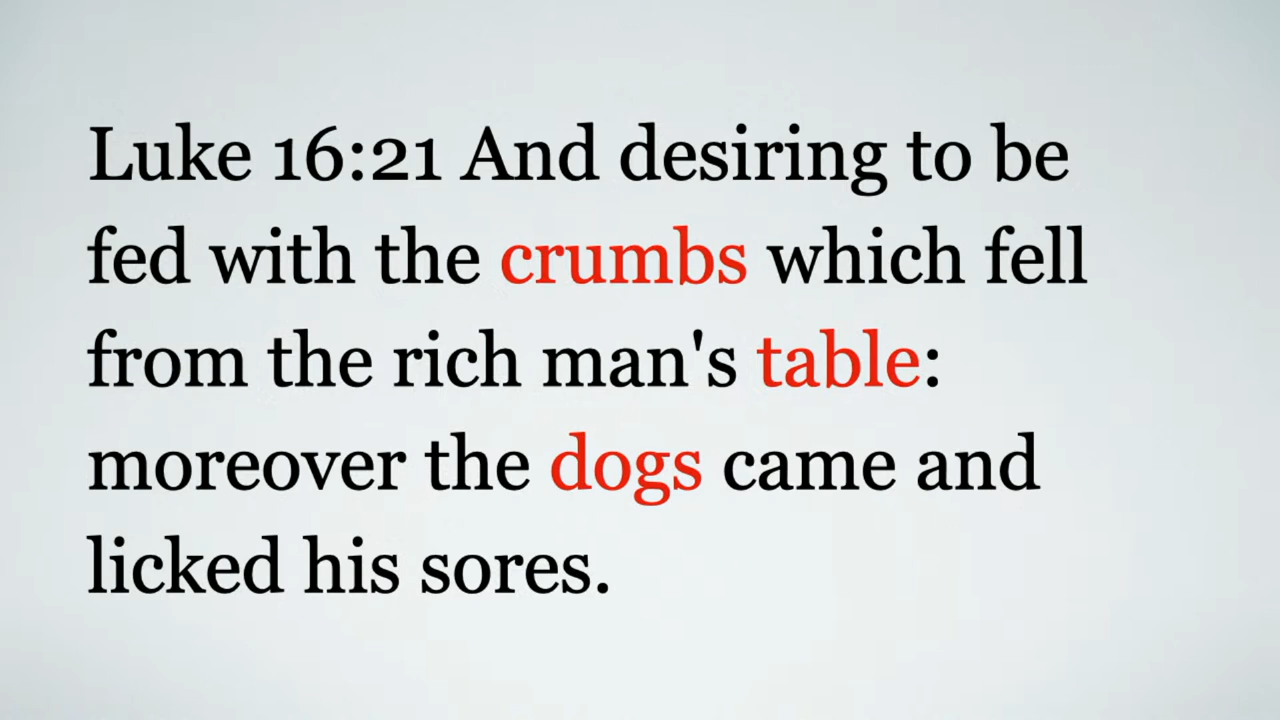 Luke 16:21 And desiring to be
fed with the crumbs which fell
from the rich man's table:
moreover the dogs came and
licked his sores.